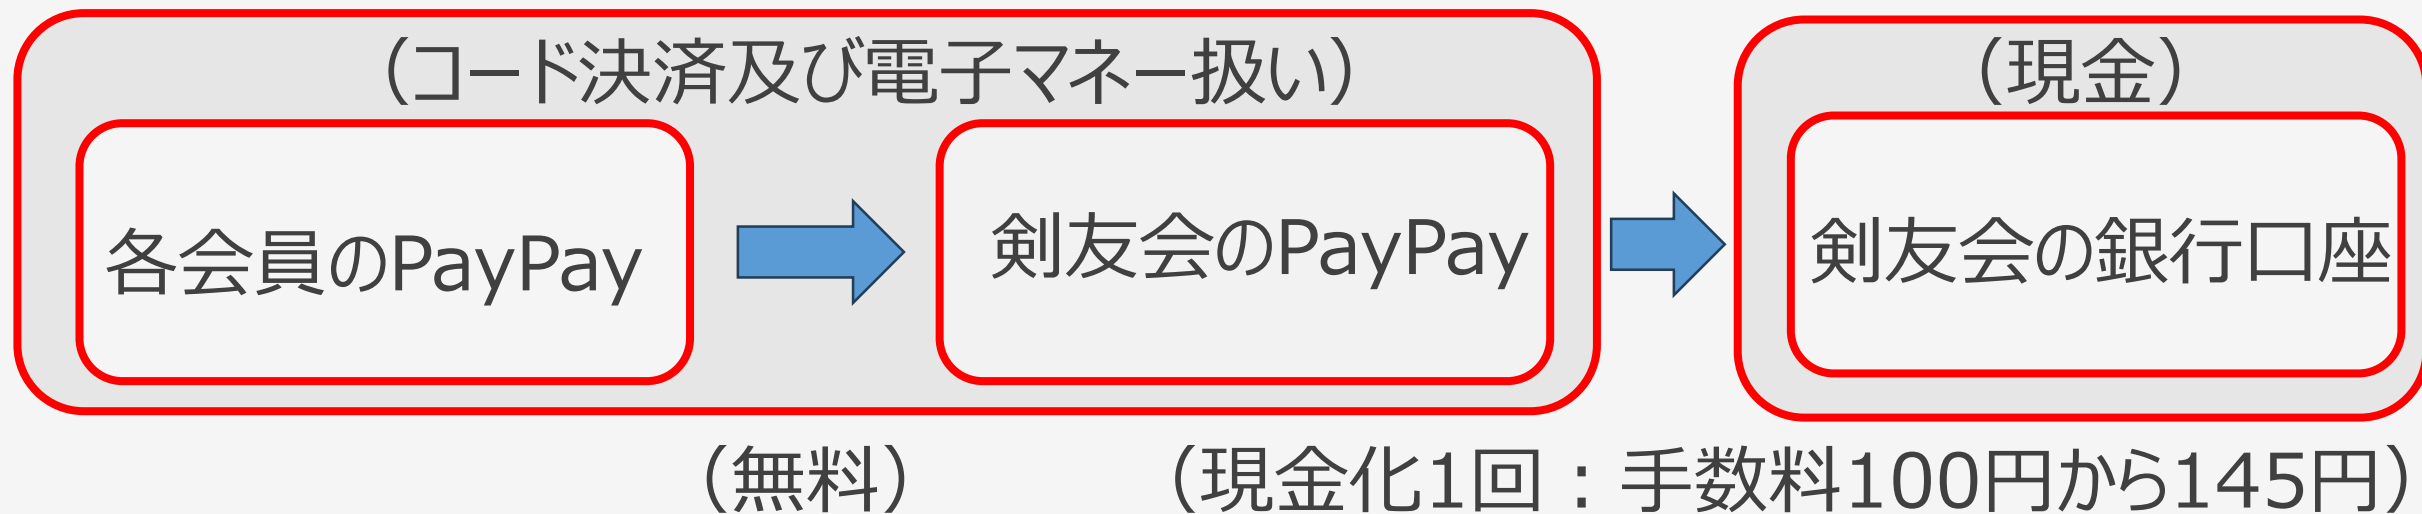 （コード決済及び電子マネー扱い）
（現金）
各会員のPayPay
剣友会のPayPay
剣友会の銀行口座
（無料）
（現金化1回：手数料100円から145円）